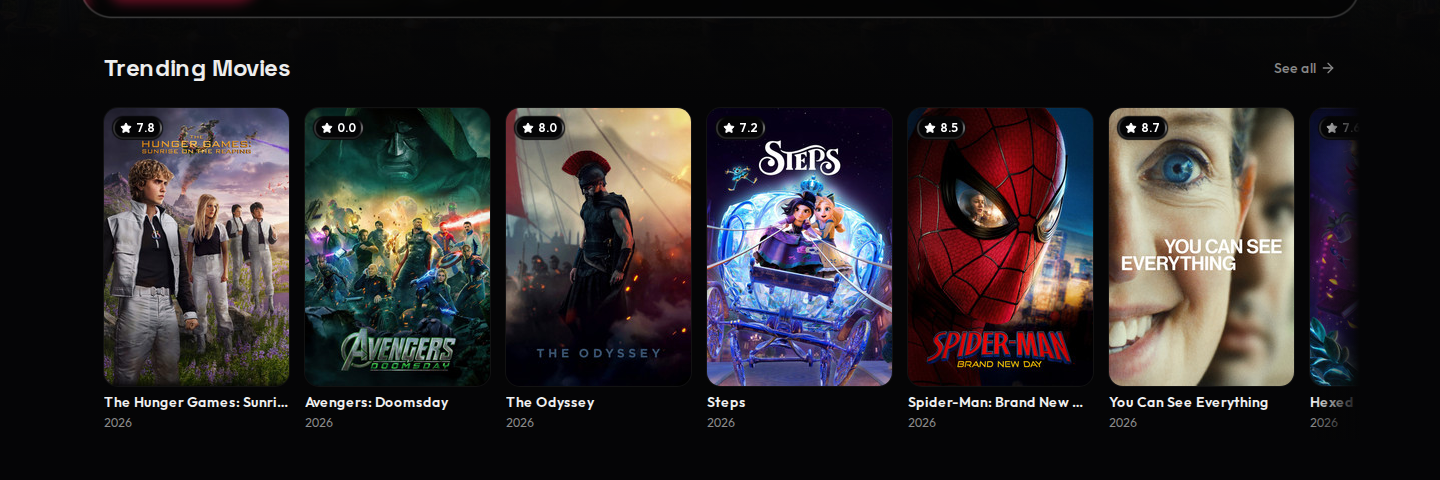 Trending Movies
See all →
7.8
0.0
8.0
7.2
8.5
8.7
THE
HUNGER GAMES
SUNRISE ON THE REAPING
AVENGERS
DOOMSDAY
THE ODYSSEY
STEPS
SPIDER-MAN
BRAND NEW DAY
YOU CAN SEE
EVERYTHING
The Hunger Games: Sunri...
Avengers: Doomsday
The Odyssey
Steps
Spider-Man: Brand New ...
You Can See Everything
Hexed
2026
2026
2026
2026
2026
2026
2026